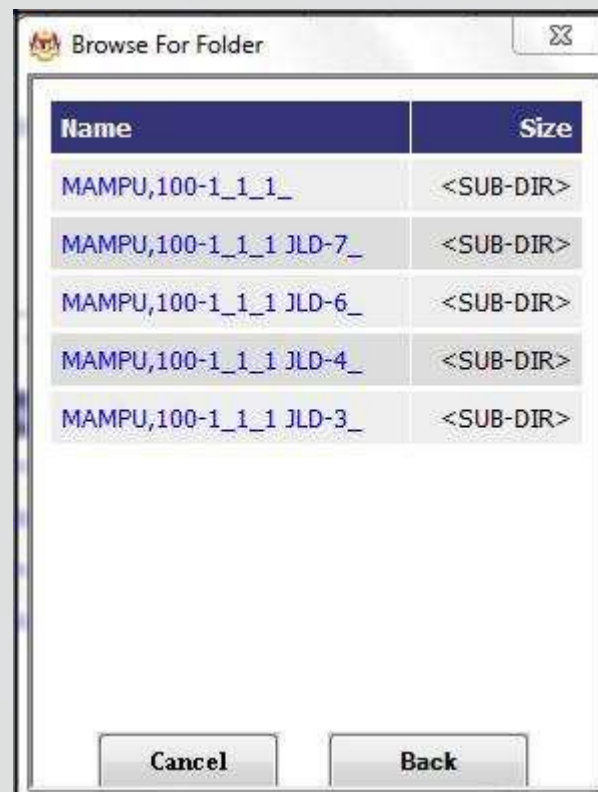 Browse For Folder
Name Size
MAMPU,100-1_1_1_ <SUB-DIR>
MAMPU,100-1_1_1 JLD-7_ <SUB-DIR>
MAMPU,100-1_1_1 JLD-6_ <SUB-DIR>
MAMPU,100-1_1_1 JLD-4_ <SUB-DIR>
MAMPU,100-1_1_1 JLD-3_ <SUB-DIR>
Cancel Back